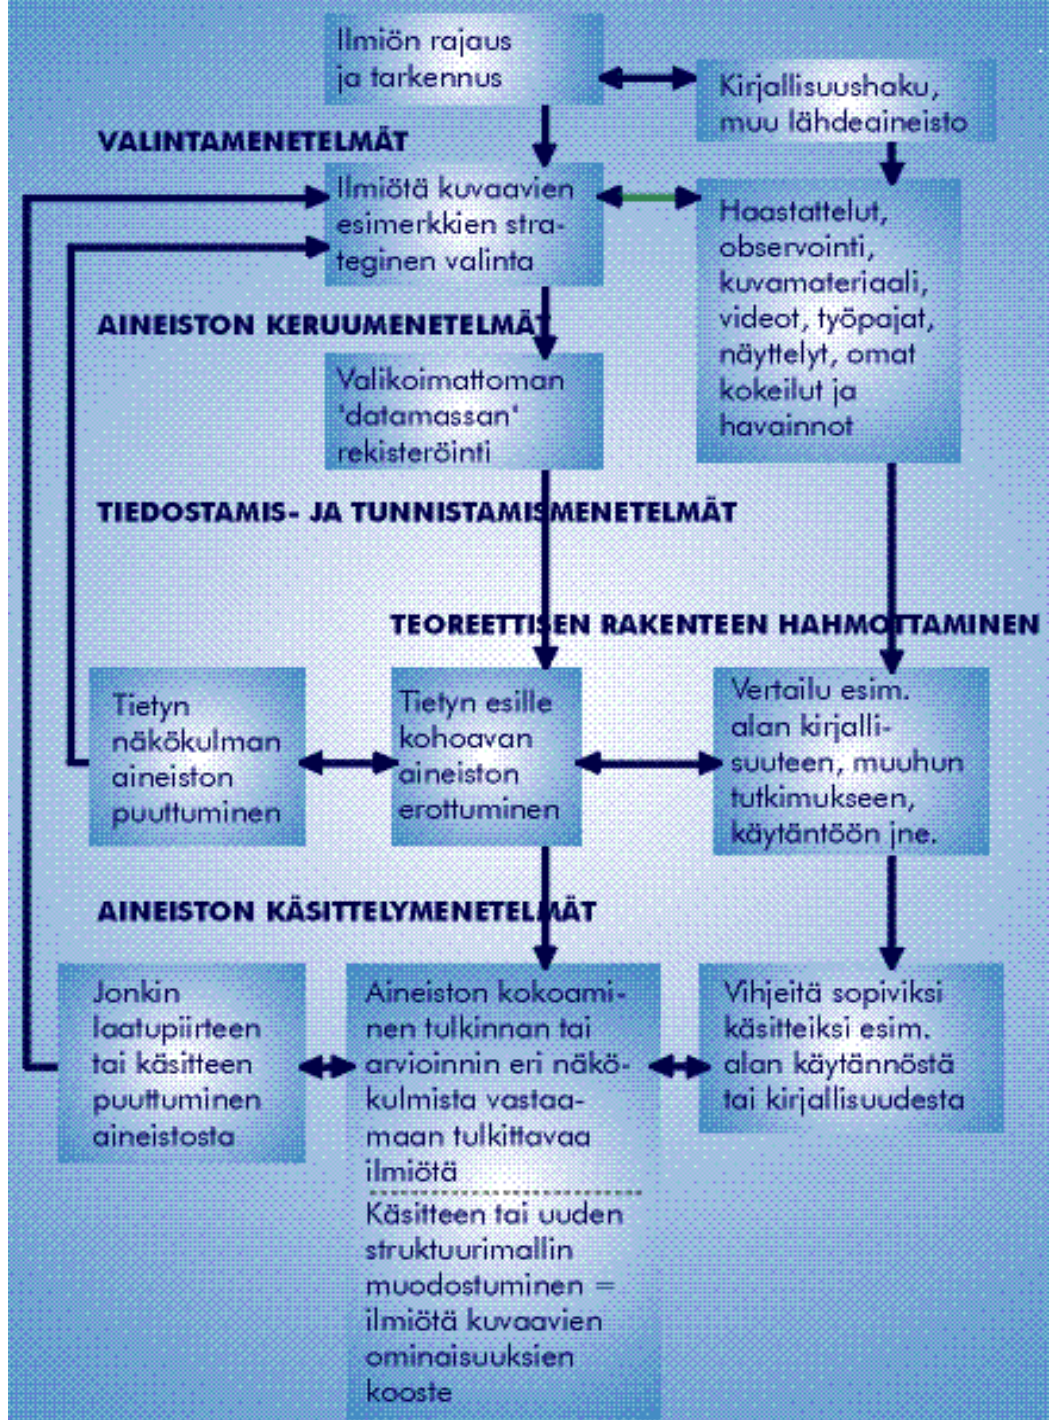 Ilmiön rajaus
ja tarkennus
Kirjallisuushaku,
muu lähdeaineisto
VALINTAMENETELMÄT
Ilmiötä kuvaavien
esimerkkien stra-
teginen valinta
Haastattelut,
observointi,
kuvamateriaali,
videot, työpajat,
näyttelyt, omat
kokeilut ja
havainnot
AINEISTON KERUUMENETELMÄT
Valikoimattoman
'datamassan'
rekisteröinti
TIEDOSTAMIS- JA TUNNISTAMISMENETELMÄT
TEOREETTISEN RAKENTEEN HAHMOTTAMINEN
Tietyn
näkökulman
aineiston
puuttuminen
Tietyn esille
kohoavan
aineiston
erottuminen
Vertailu esim.
alan kirjalli-
suuteen, muuhun
tutkimukseen,
käytäntöön jne.
AINEISTON KÄSITTELYMENETELMÄT
Jonkin
laatupiirteen
tai käsitteen
puuttuminen
aineistosta
Aineiston kokoami-
nen tulkinnan tai
arvioinnin eri näkö-
kulmista vastaa-
maan tulkittavaa
ilmiötä
Käsitteen tai uuden
struktuurimallin
muodostuminen =
ilmiötä kuvaavien
ominaisuuksien
kooste
Vihjeitä sopiviksi
käsitteiksi esim.
alan käytännöstä
tai kirjallisuudesta